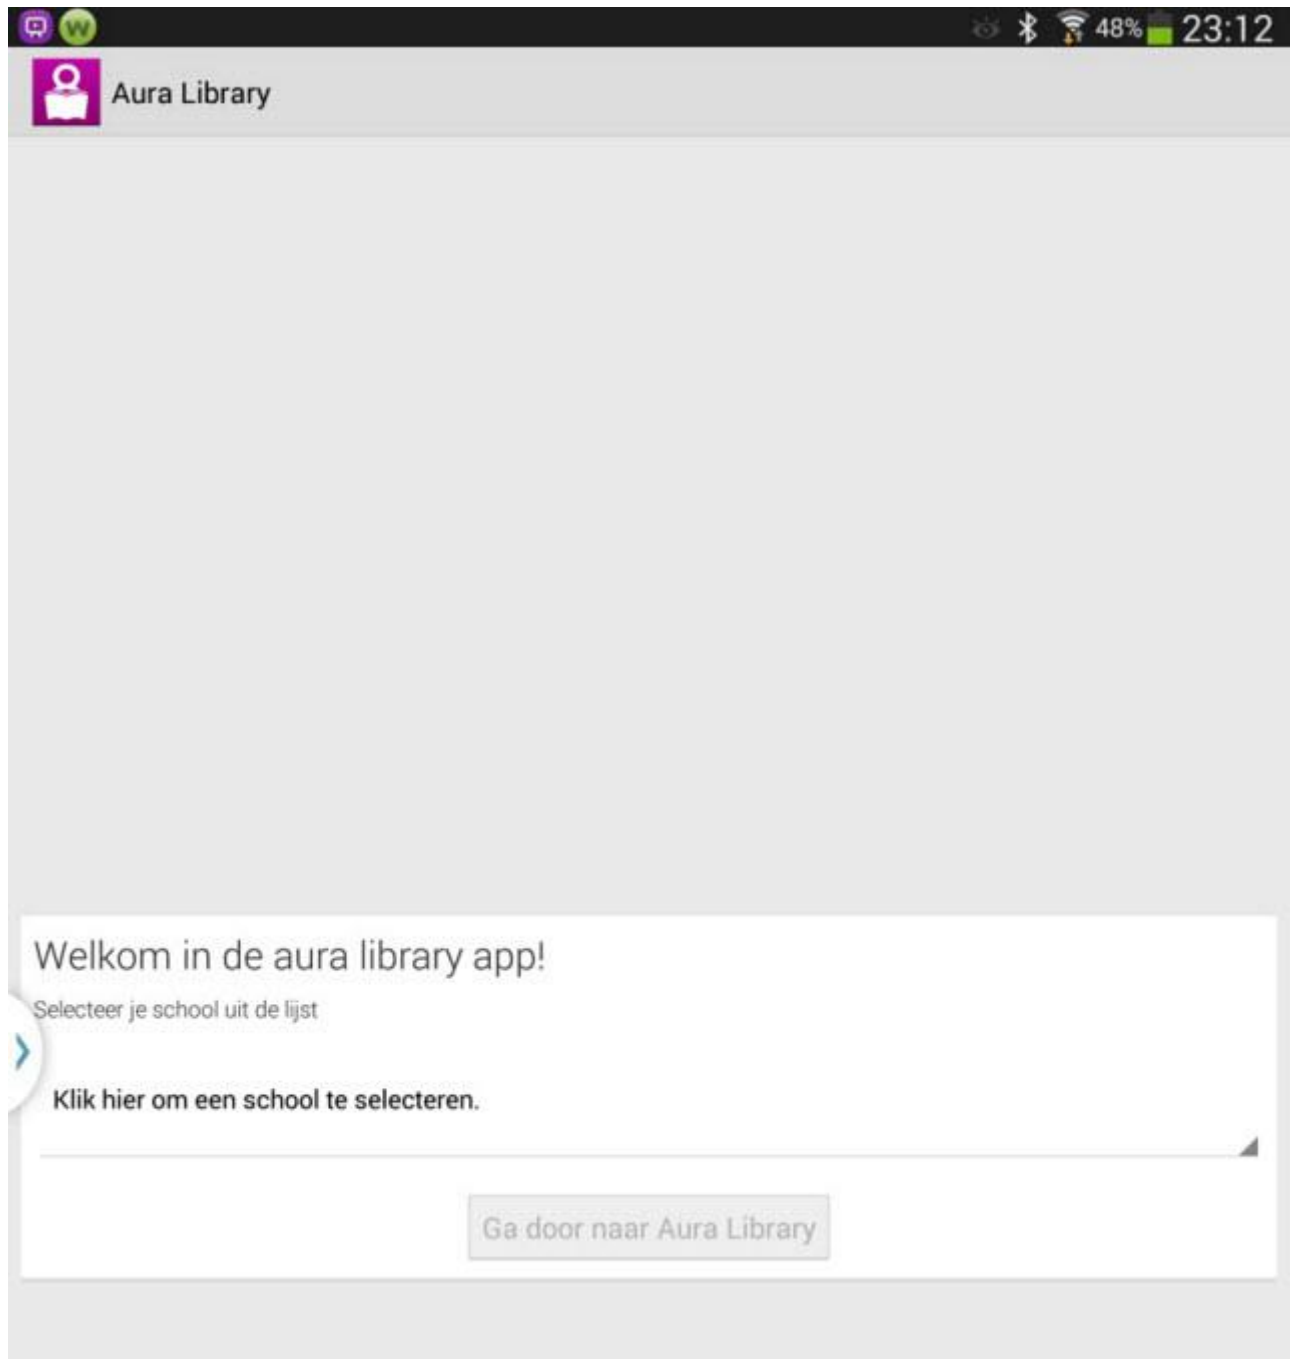 48% 23:12
Aura Library
Welkom in de aura library app!
Selecteer je school uit de lijst
Klik hier om een school te selecteren.
Ga door naar Aura Library